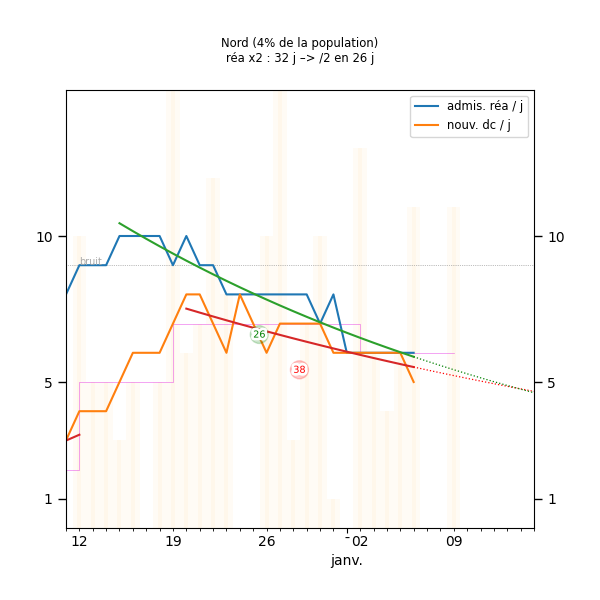 Nord (4% de la population)
réa x2 : 32 j –> /2 en 26 j
admis. réa / j
nouv. dc / j
10
10
bruit
26
38
5
5
1
1
12
19
26
02
09
janv.